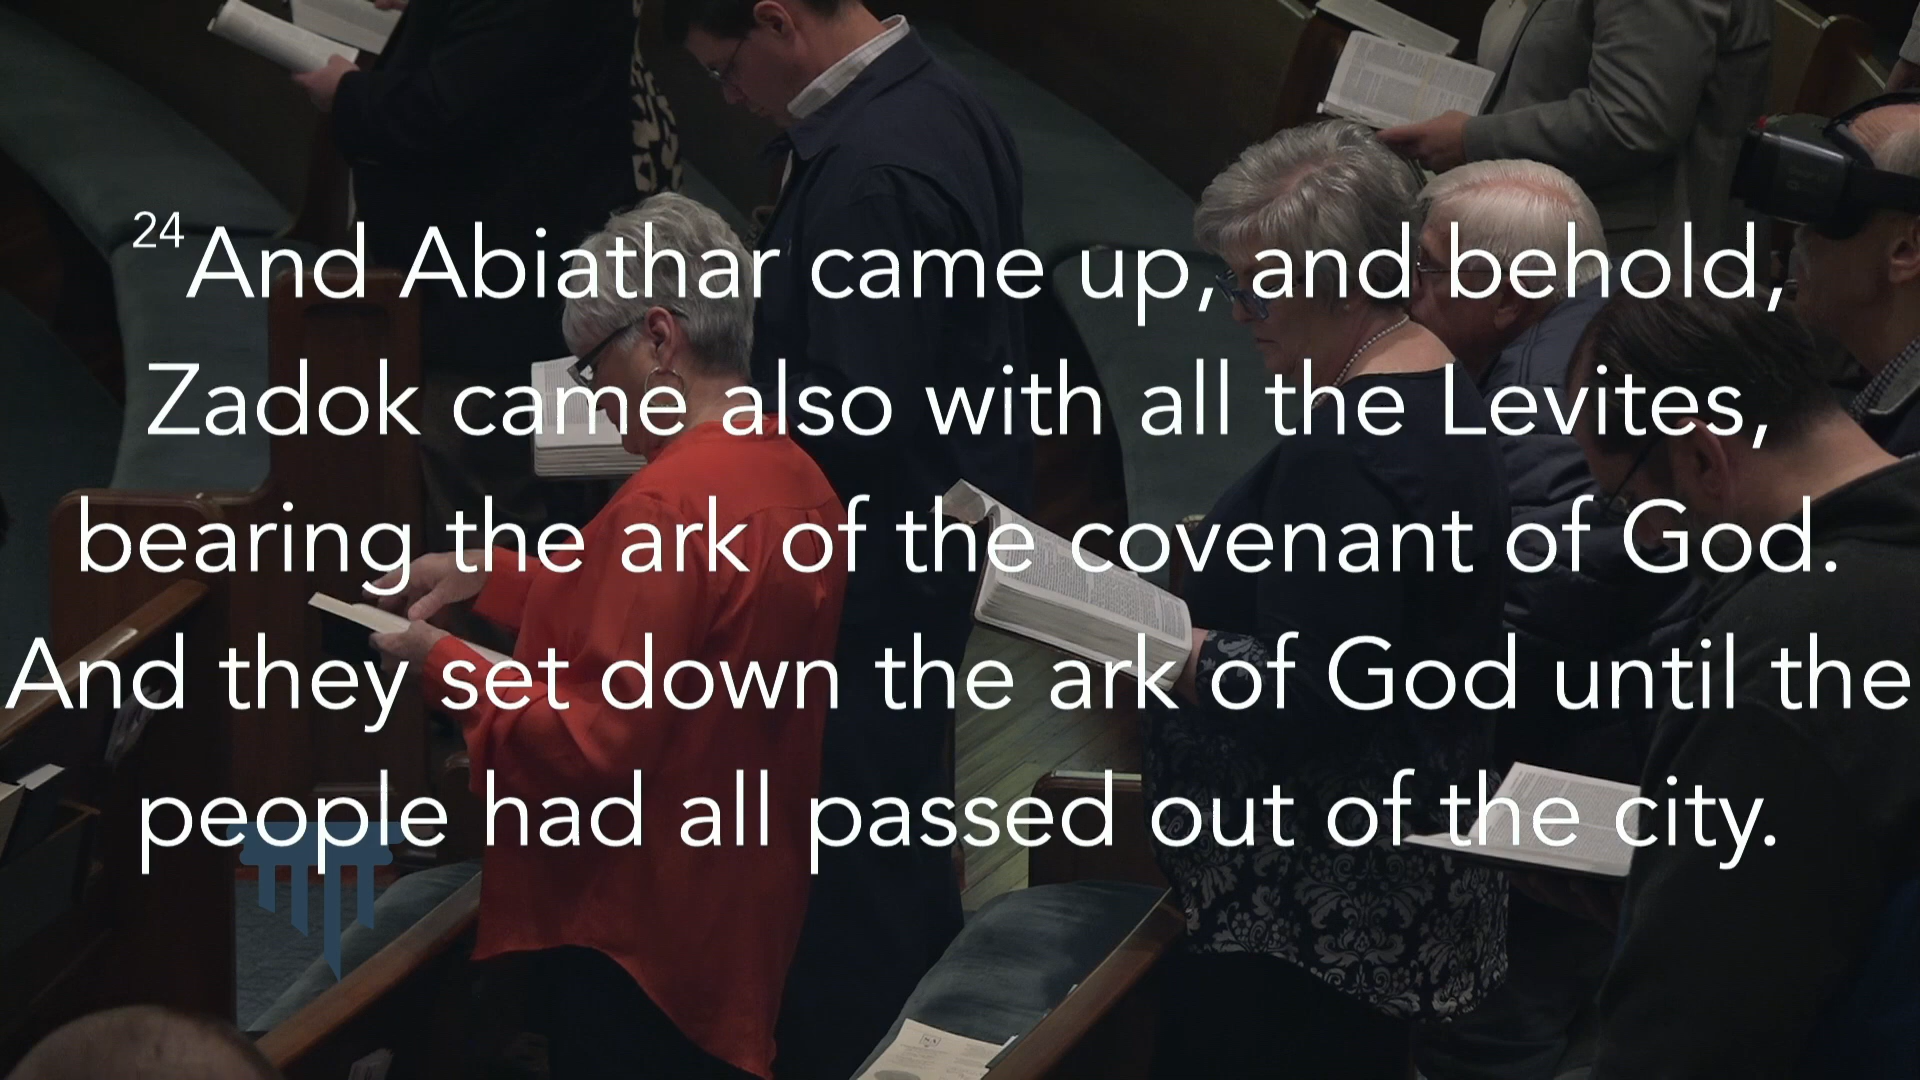 24And Abiathar came up, and behold,
Zadok came also with all the Levites,
bearing the ark of the covenant of God.
And they set down the ark of God until the
people had all passed out of the city.